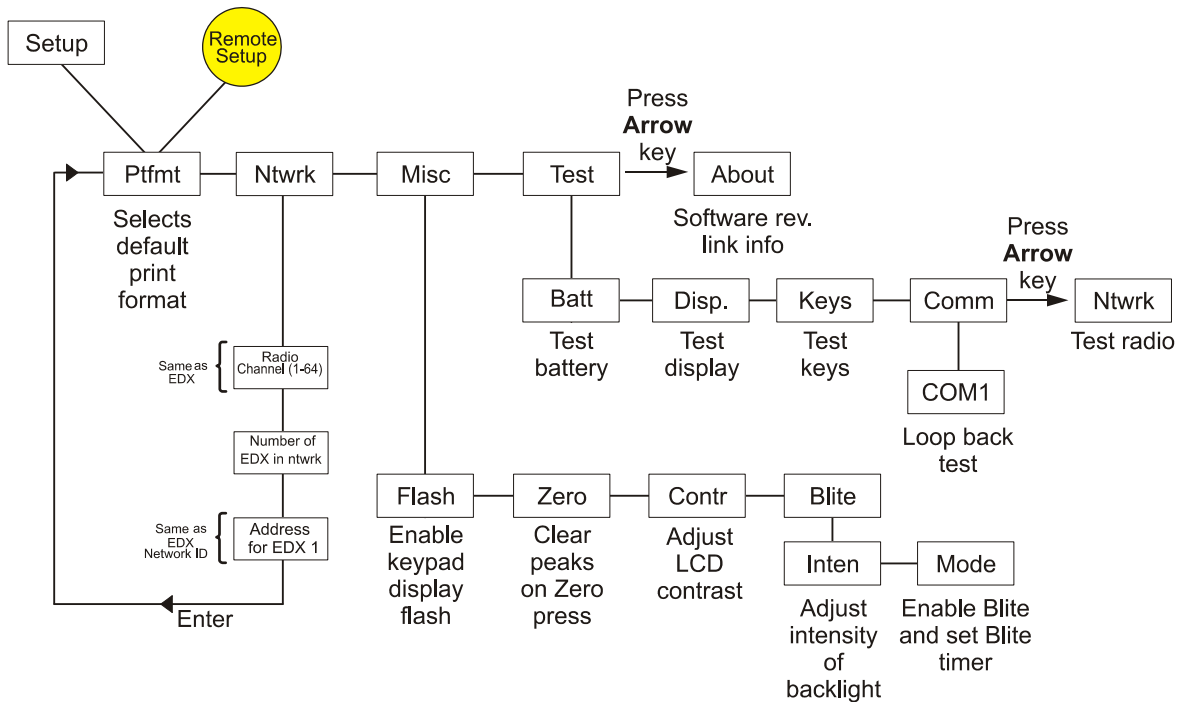 Setup
Remote
Setup
Press
Arrow
key
Ptfmt
Ntwrk
Misc
Test
About
Selects
default
print
format
Software rev.
link info
Press
Arrow
key
Batt
Disp.
Keys
Comm
Ntwrk
Test
battery
Test
display
Test
keys
Test radio
Same as
EDX
Radio
Channel (1-64)
COM1
Loop back
test
Number of
EDX in ntwrk
Flash
Zero
Contr
Blite
Enable
keypad
display
flash
Clear
peaks
on Zero
press
Adjust
LCD
contrast
Same as
EDX
Network ID
Address
for EDX 1
Inten
Mode
Adjust
intensity
of
backlight
Enable Blite
and set Blite
timer
Enter